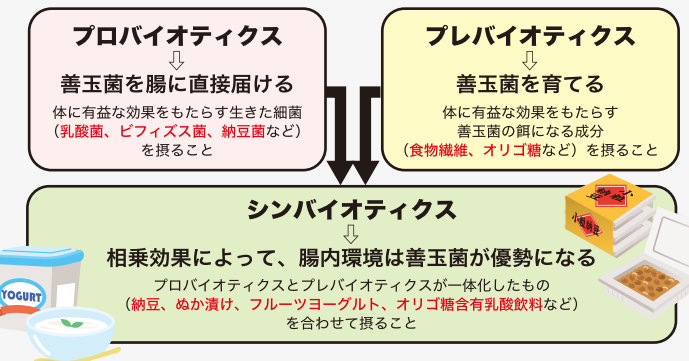 プロバイオティクス
⇩
善玉菌を腸に直接届ける
体に有益な効果をもたらす生きた細菌
（乳酸菌、ビフィズス菌、納豆菌など）
を摂ること
プレバイオティクス
⇩
善玉菌を育てる
体に有益な効果をもたらす
善玉菌の餌になる成分
（食物繊維、オリゴ糖など）を摂ること
シンバイオティクス
⇩
相乗効果によって、腸内環境は善玉菌が優勢になる
プロバイオティクスとプレバイオティクスが一体化したもの
（納豆、ぬか漬け、フルーツヨーグルト、オリゴ糖含有乳酸飲料など）
を合わせて摂ること
YOGURT
小粒
納豆
小粒納豆